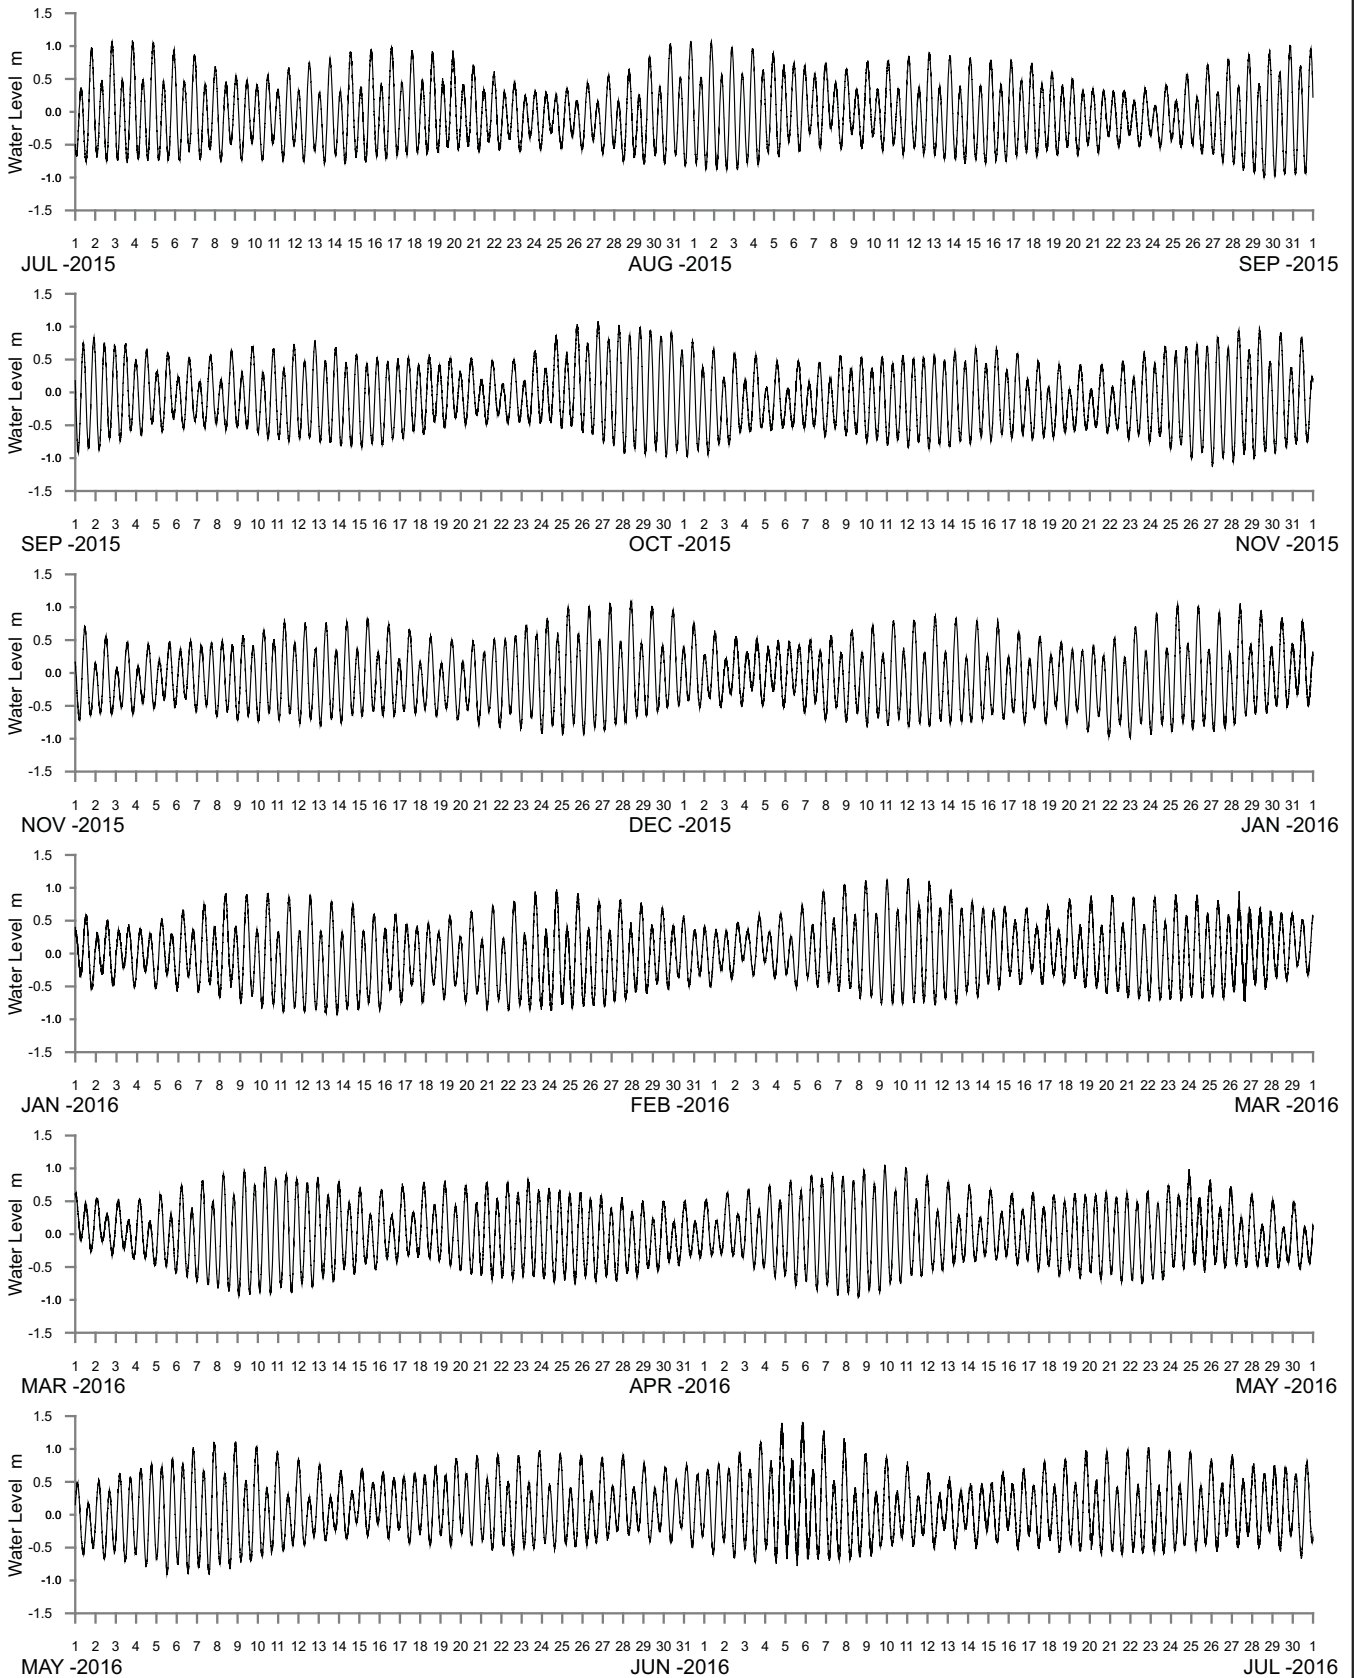 1.5
1.0
0.5
0.0
-0.5
-1.0
-1.5
Water Level m
1 2 3 4 5 6 7 8 9 10 11 12 13 14 15 16 17 18 19 20 21 22 23 24 25 26 27 28 29 30 31 1 2 3 4 5 6 7 8 9 10 11 12 13 14 15 16 17 18 19 20 21 22 23 24 25 26 27 28 29 30 31 1
JUL -2015 AUG -2015 SEP -2015
1.5
1.0
0.5
0.0
-0.5
-1.0
-1.5
Water Level m
1 2 3 4 5 6 7 8 9 10 11 12 13 14 15 16 17 18 19 20 21 22 23 24 25 26 27 28 29 30 1 2 3 4 5 6 7 8 9 10 11 12 13 14 15 16 17 18 19 20 21 22 23 24 25 26 27 28 29 30 31 1
SEP -2015 OCT -2015 NOV -2015
1.5
1.0
0.5
0.0
-0.5
-1.0
-1.5
Water Level m
1 2 3 4 5 6 7 8 9 10 11 12 13 14 15 16 17 18 19 20 21 22 23 24 25 26 27 28 29 30 1 2 3 4 5 6 7 8 9 10 11 12 13 14 15 16 17 18 19 20 21 22 23 24 25 26 27 28 29 30 31 1
NOV -2015 DEC -2015 JAN -2016
1.5
1.0
0.5
0.0
-0.5
-1.0
-1.5
Water Level m
1 2 3 4 5 6 7 8 9 10 11 12 13 14 15 16 17 18 19 20 21 22 23 24 25 26 27 28 29 30 31 1 2 3 4 5 6 7 8 9 10 11 12 13 14 15 16 17 18 19 20 21 22 23 24 25 26 27 28 29 1
JAN -2016 FEB -2016 MAR -2016
1.5
1.0
0.5
0.0
-0.5
-1.0
-1.5
Water Level m
1 2 3 4 5 6 7 8 9 10 11 12 13 14 15 16 17 18 19 20 21 22 23 24 25 26 27 28 29 30 31 1 2 3 4 5 6 7 8 9 10 11 12 13 14 15 16 17 18 19 20 21 22 23 24 25 26 27 28 29 30 1
MAR -2016 APR -2016 MAY -2016
1.5
1.0
0.5
0.0
-0.5
-1.0
-1.5
Water Level m
1 2 3 4 5 6 7 8 9 10 11 12 13 14 15 16 17 18 19 20 21 22 23 24 25 26 27 28 29 30 31 1 2 3 4 5 6 7 8 9 10 11 12 13 14 15 16 17 18 19 20 21 22 23 24 25 26 27 28 29 30 1
MAY -2016 JUN -2016 JUL -2016